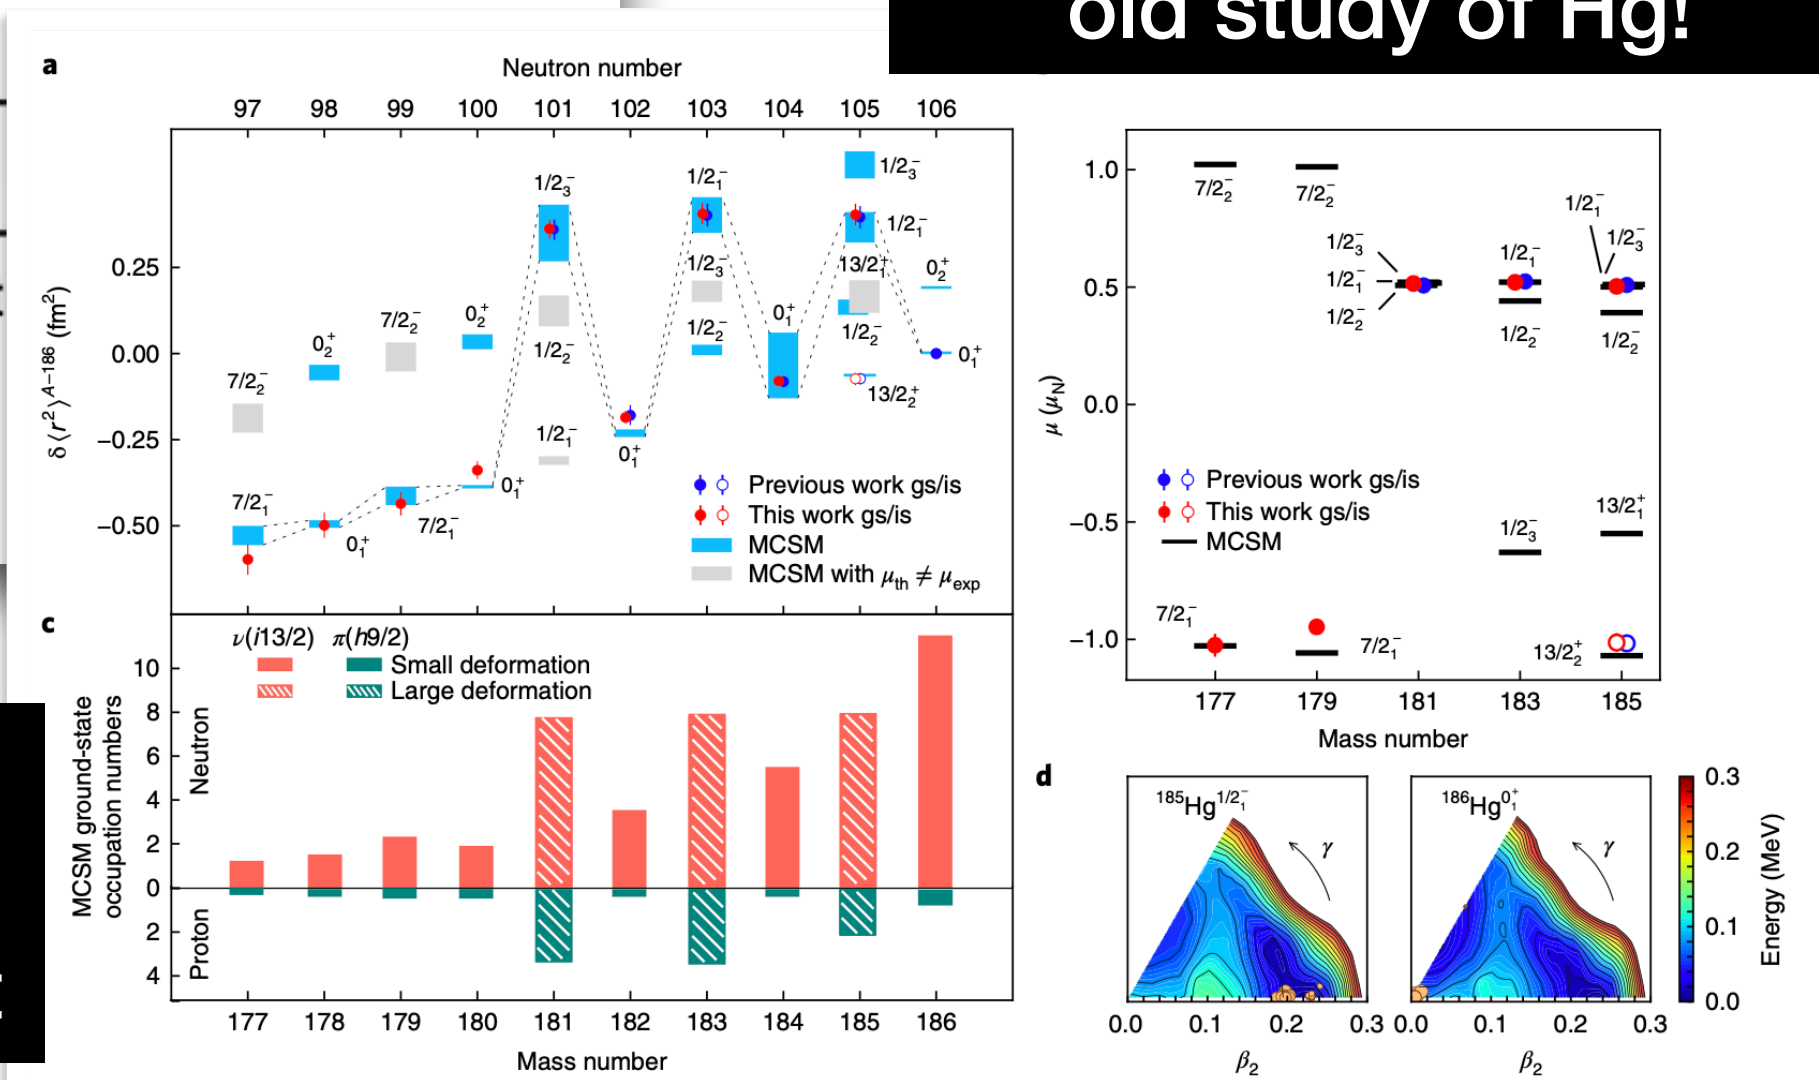 old study of Hg!
a
Neutron number
97 98 99 100 101 102 103 104 105 106
δ⟨r²⟩^{A−186} (fm²)
0.25
0.00
−0.25
−0.50
7/2₂⁻
7/2₁⁻
0₂⁺
0₁⁺
7/2₂⁻
7/2₁⁻
0₂⁺
0₁⁺
1/2₃⁻
1/2₂⁻
1/2₁⁻
0₁⁺
1/2₁⁻
1/2₃⁻
1/2₂⁻
0₁⁺
1/2₃⁻
1/2₁⁻
13/2₁⁺
1/2₂⁻
13/2₂⁺
0₂⁺
0₁⁺
Previous work gs/is
This work gs/is
MCSM
MCSM with μ_th ≠ μ_exp
1.0
0.5
0.0
−0.5
−1.0
μ (μ_N)
7/2₂⁻
7/2₂⁻
1/2₃⁻
1/2₁⁻
1/2₂⁻
1/2₁⁻
1/2₂⁻
1/2₁⁻
1/2₃⁻
1/2₂⁻
Previous work gs/is
This work gs/is
MCSM
1/2₃⁻
13/2₁⁺
7/2₁⁻
7/2₁⁻
13/2₂⁺
177 179 181 183 185
Mass number
c
ν(i13/2) π(h9/2)
Small deformation
Large deformation
MCSM ground-state
occupation numbers
Neutron
Proton
10
8
6
4
2
0
2
4
177 178 179 180 181 182 183 184 185 186
Mass number
d
¹⁸⁵Hg^{1/2₁⁻}
γ
¹⁸⁶Hg^{0₁⁺}
γ
0.3
0.2
0.1
0.0
Energy (MeV)
0.0 0.1 0.2 0.3 0.0 0.1 0.2 0.3
β₂ β₂